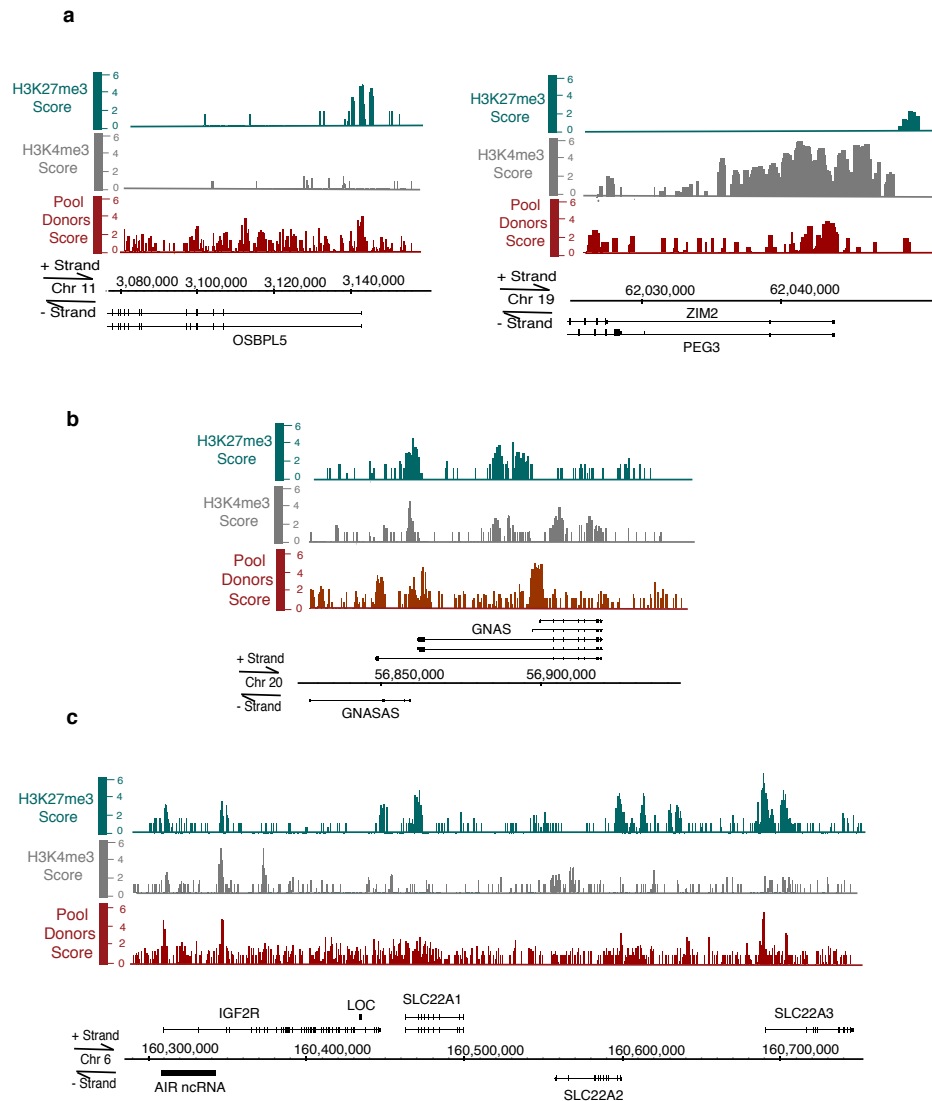 a
H3K27me3
Score
6
4
2
0
H3K4me3
Score
6
4
2
0
Pool
Donors
Score
6
4
2
0
+ Strand
Chr 11
- Strand
3,080,000 3,100,000 3,120,000 3,140,000
OSBPL5
H3K27me3
Score
6
4
2
0
H3K4me3
Score
6
4
2
0
Pool
Donors
Score
6
4
2
0
+ Strand
Chr 19
- Strand
62,030,000 62,040,000
ZIM2
PEG3
b
H3K27me3
Score
6
4
2
0
H3K4me3
Score
6
4
2
0
Pool
Donors
Score
6
4
2
0
GNAS
+ Strand
Chr 20
- Strand
56,850,000 56,900,000
GNASAS
c
H3K27me3
Score
6
4
2
0
H3K4me3
Score
6
4
2
0
Pool
Donors
Score
6
4
2
0
IGF2R LOC SLC22A1 SLC22A3
+ Strand
Chr 6
- Strand
160,300,000 160,400,000 160,500,000 160,600,000 160,700,000
AIR ncRNA
SLC22A2